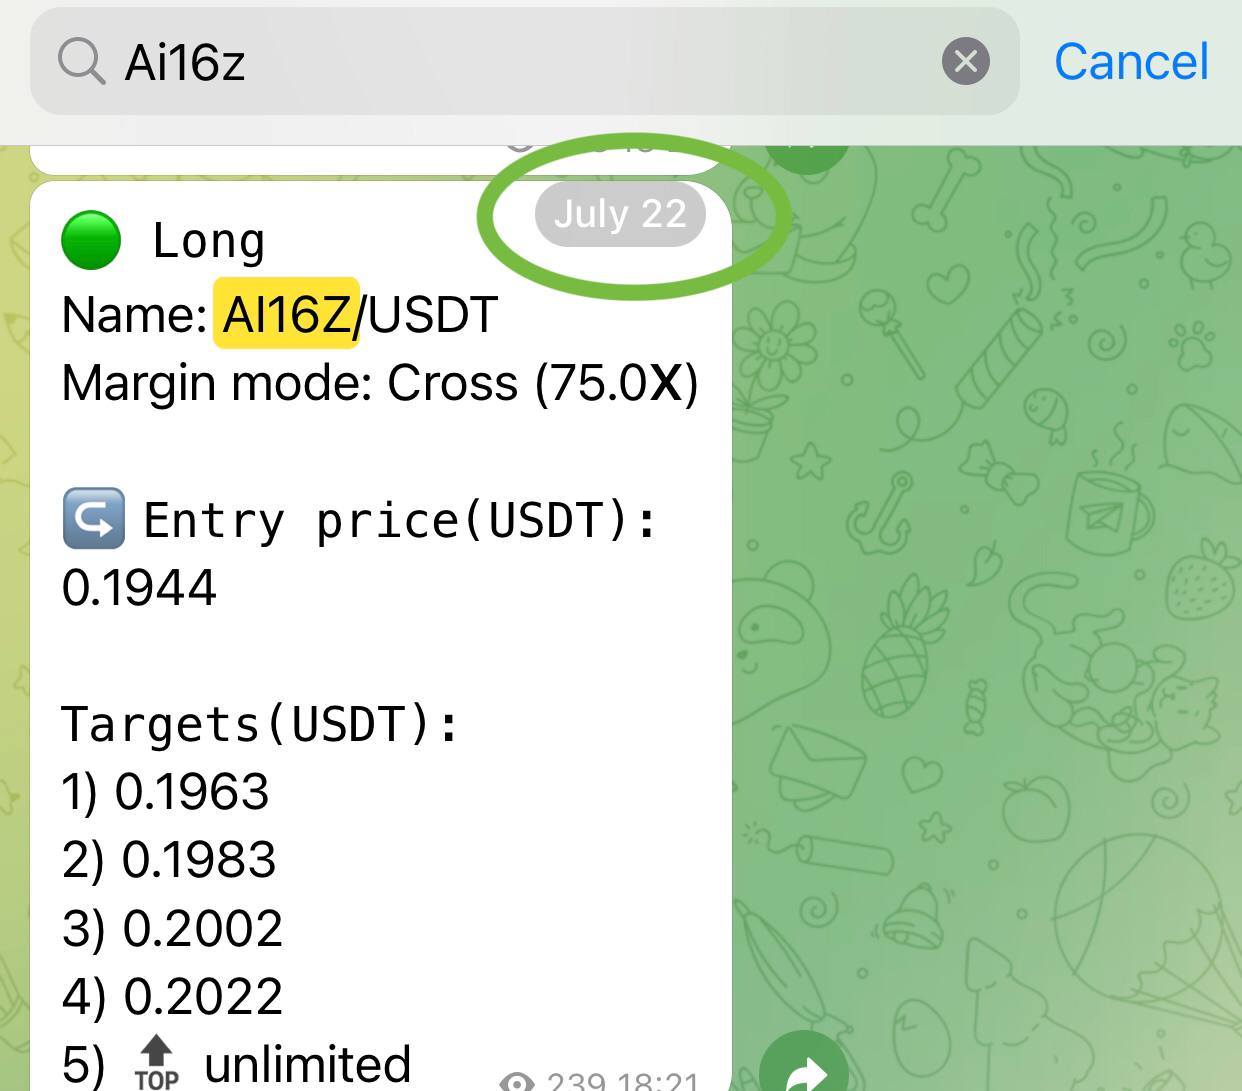 Ai16z
Cancel
July 22
Long
Name: AI16Z/USDT
Margin mode: Cross (75.0X)
Entry price(USDT):
0.1944
Targets(USDT):
1) 0.1963
2) 0.1983
3) 0.2002
4) 0.2022
5) TOP unlimited
239 18:21